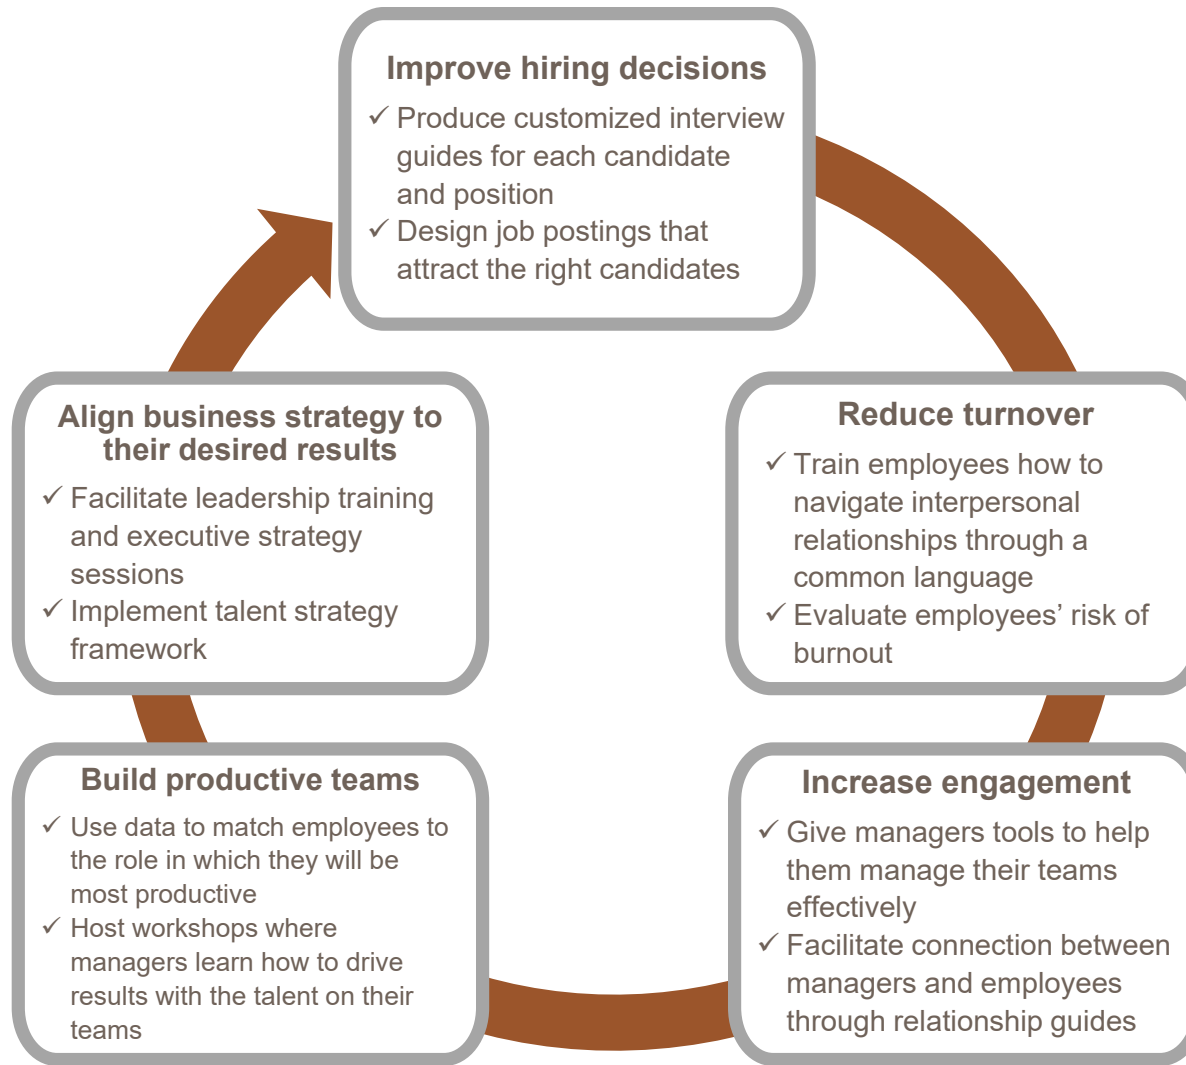 Improve hiring decisions
✓ Produce customized interview
guides for each candidate
and position
✓ Design job postings that
attract the right candidates
Reduce turnover
✓ Train employees how to
navigate interpersonal
relationships through a
common language
✓ Evaluate employees’ risk of
burnout
Increase engagement
✓ Give managers tools to help
them manage their teams
effectively
✓ Facilitate connection between
managers and employees
through relationship guides
Build productive teams
✓ Use data to match employees to
the role in which they will be
most productive
✓ Host workshops where
managers learn how to drive
results with the talent on their
teams
Align business strategy to
their desired results
✓ Facilitate leadership training
and executive strategy
sessions
✓ Implement talent strategy
framework